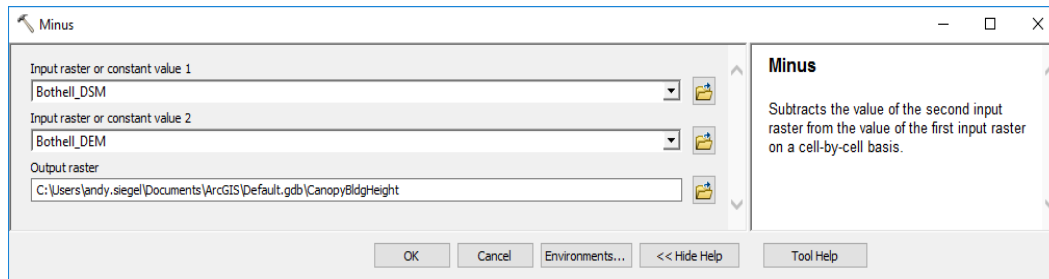 Minus
Input raster or constant value 1
Bothell_DSM
Input raster or constant value 2
Bothell_DEM
Output raster
C:\Users\andy.siegel\Documents\ArcGIS\Default.gdb\CanopyBldgHeight
Minus
Subtracts the value of the second input
raster from the value of the first input raster
on a cell-by-cell basis.
OK
Cancel
Environments...
<< Hide Help
Tool Help